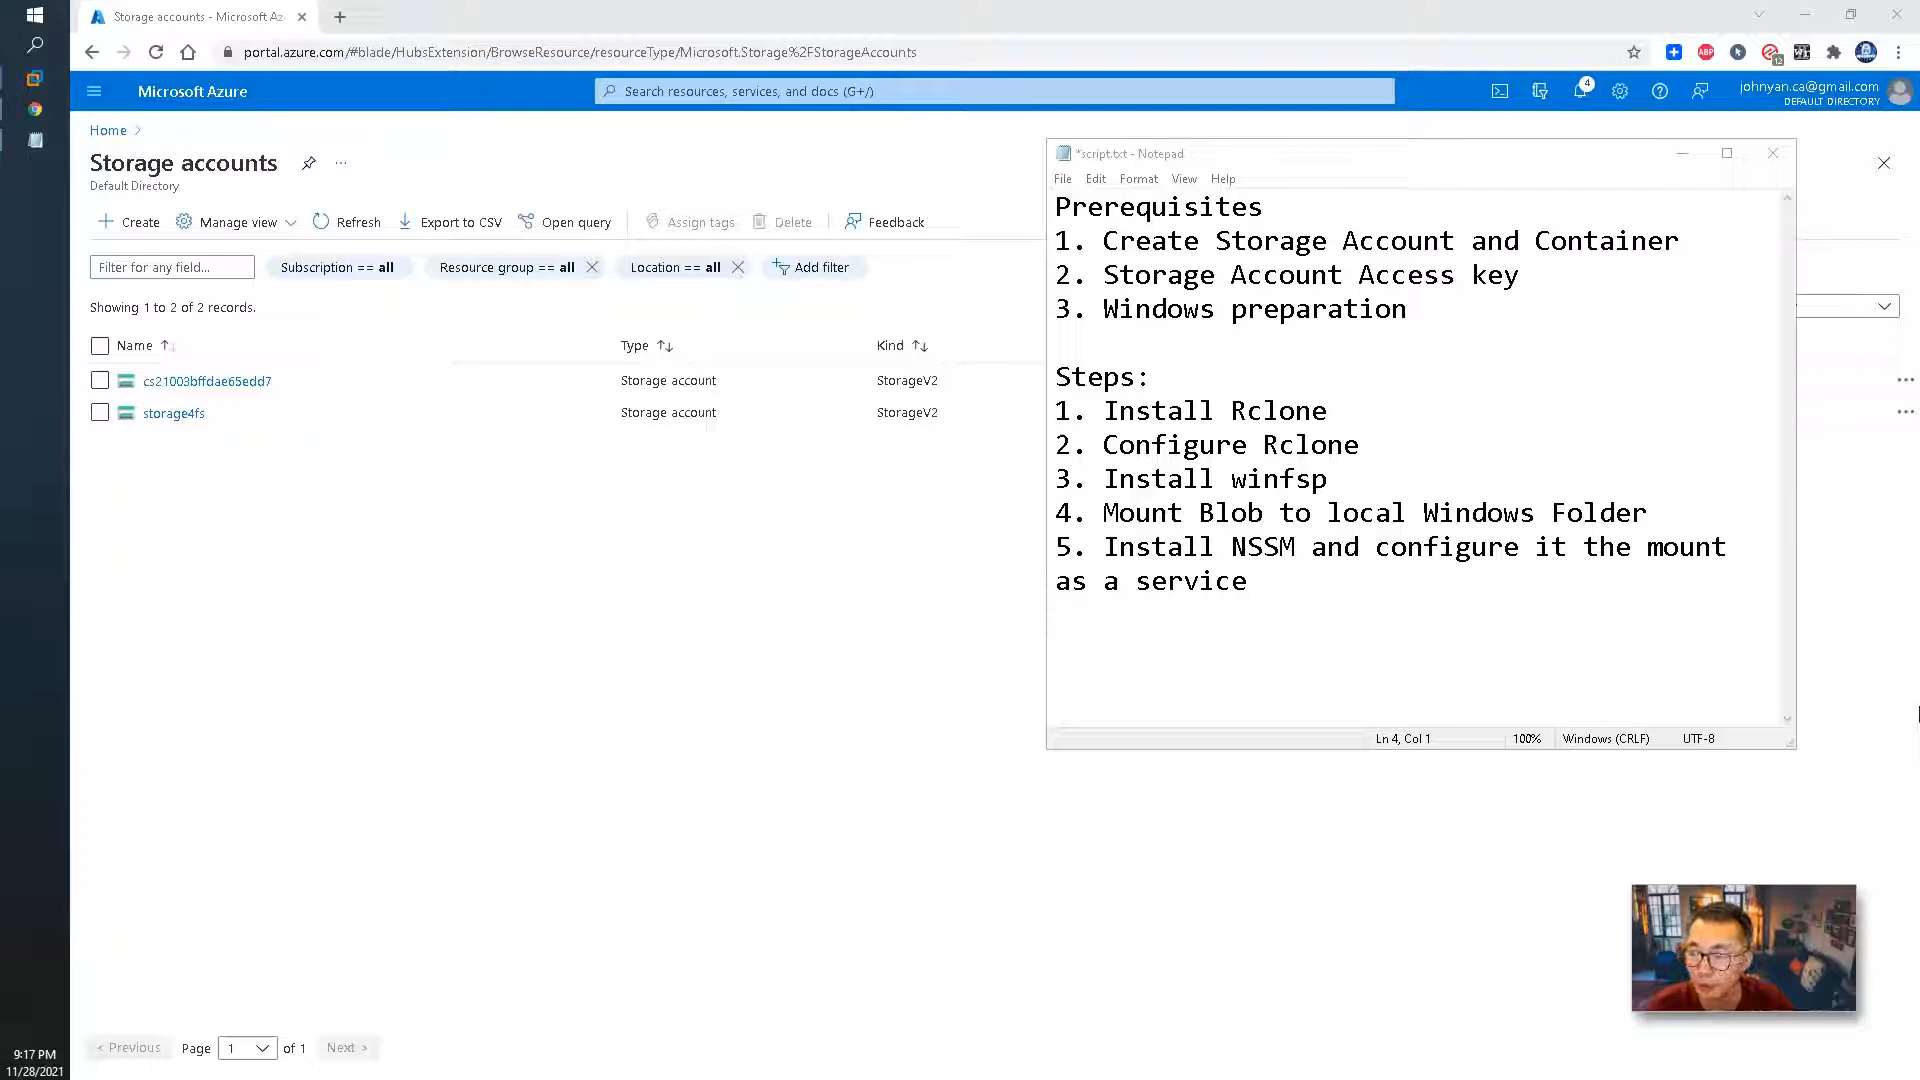 Storage accounts - Microsoft Az
portal.azure.com/#blade/HubsExtension/BrowseResource/resourceType/Microsoft.Storage%2FStorageAccounts
ABP
12
Microsoft Azure
Search resources, services, and docs (G+/)
4
johnyan.ca@gmail.com
DEFAULT DIRECTORY
Home
Storage accounts
...
Default Directory
Create
Manage view
Refresh
Export to CSV
Open query
Assign tags
Delete
Feedback
Filter for any field...
Subscription == all
Resource group == all
Location == all
Add filter
Showing 1 to 2 of 2 records.
Name
Type
Kind
cs21003bffdae65edd7
Storage account
StorageV2
storage4fs
Storage account
StorageV2
< Previous
Page
1
of 1
Next >
*script.txt - Notepad
File Edit Format View Help
Prerequisites
1. Create Storage Account and Container
2. Storage Account Access key
3. Windows preparation
Steps:
1. Install Rclone
2. Configure Rclone
3. Install winfsp
4. Mount Blob to local Windows Folder
5. Install NSSM and configure it the mount
as a service
Ln 4, Col 1
100%
Windows (CRLF)
UTF-8
9:17 PM
11/28/2021